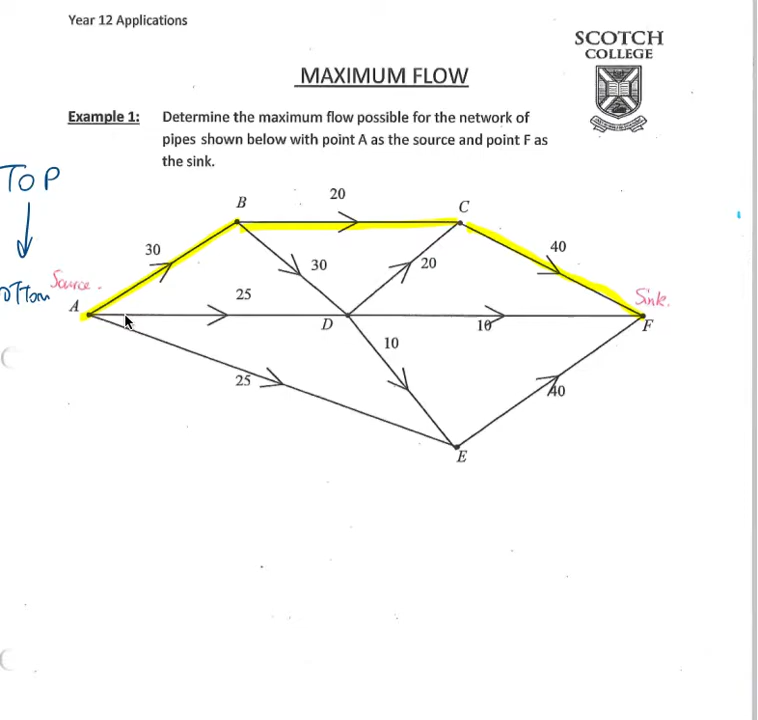 Year 12 Applications
SCOTCH
COLLEGE
MAXIMUM FLOW
Example 1: Determine the maximum flow possible for the network of
pipes shown below with point A as the source and point F as
the sink.
TOP
ottom
Source.
Sink.
A
B
C
D
E
F
30
20
40
30
20
25
10
10
25
40